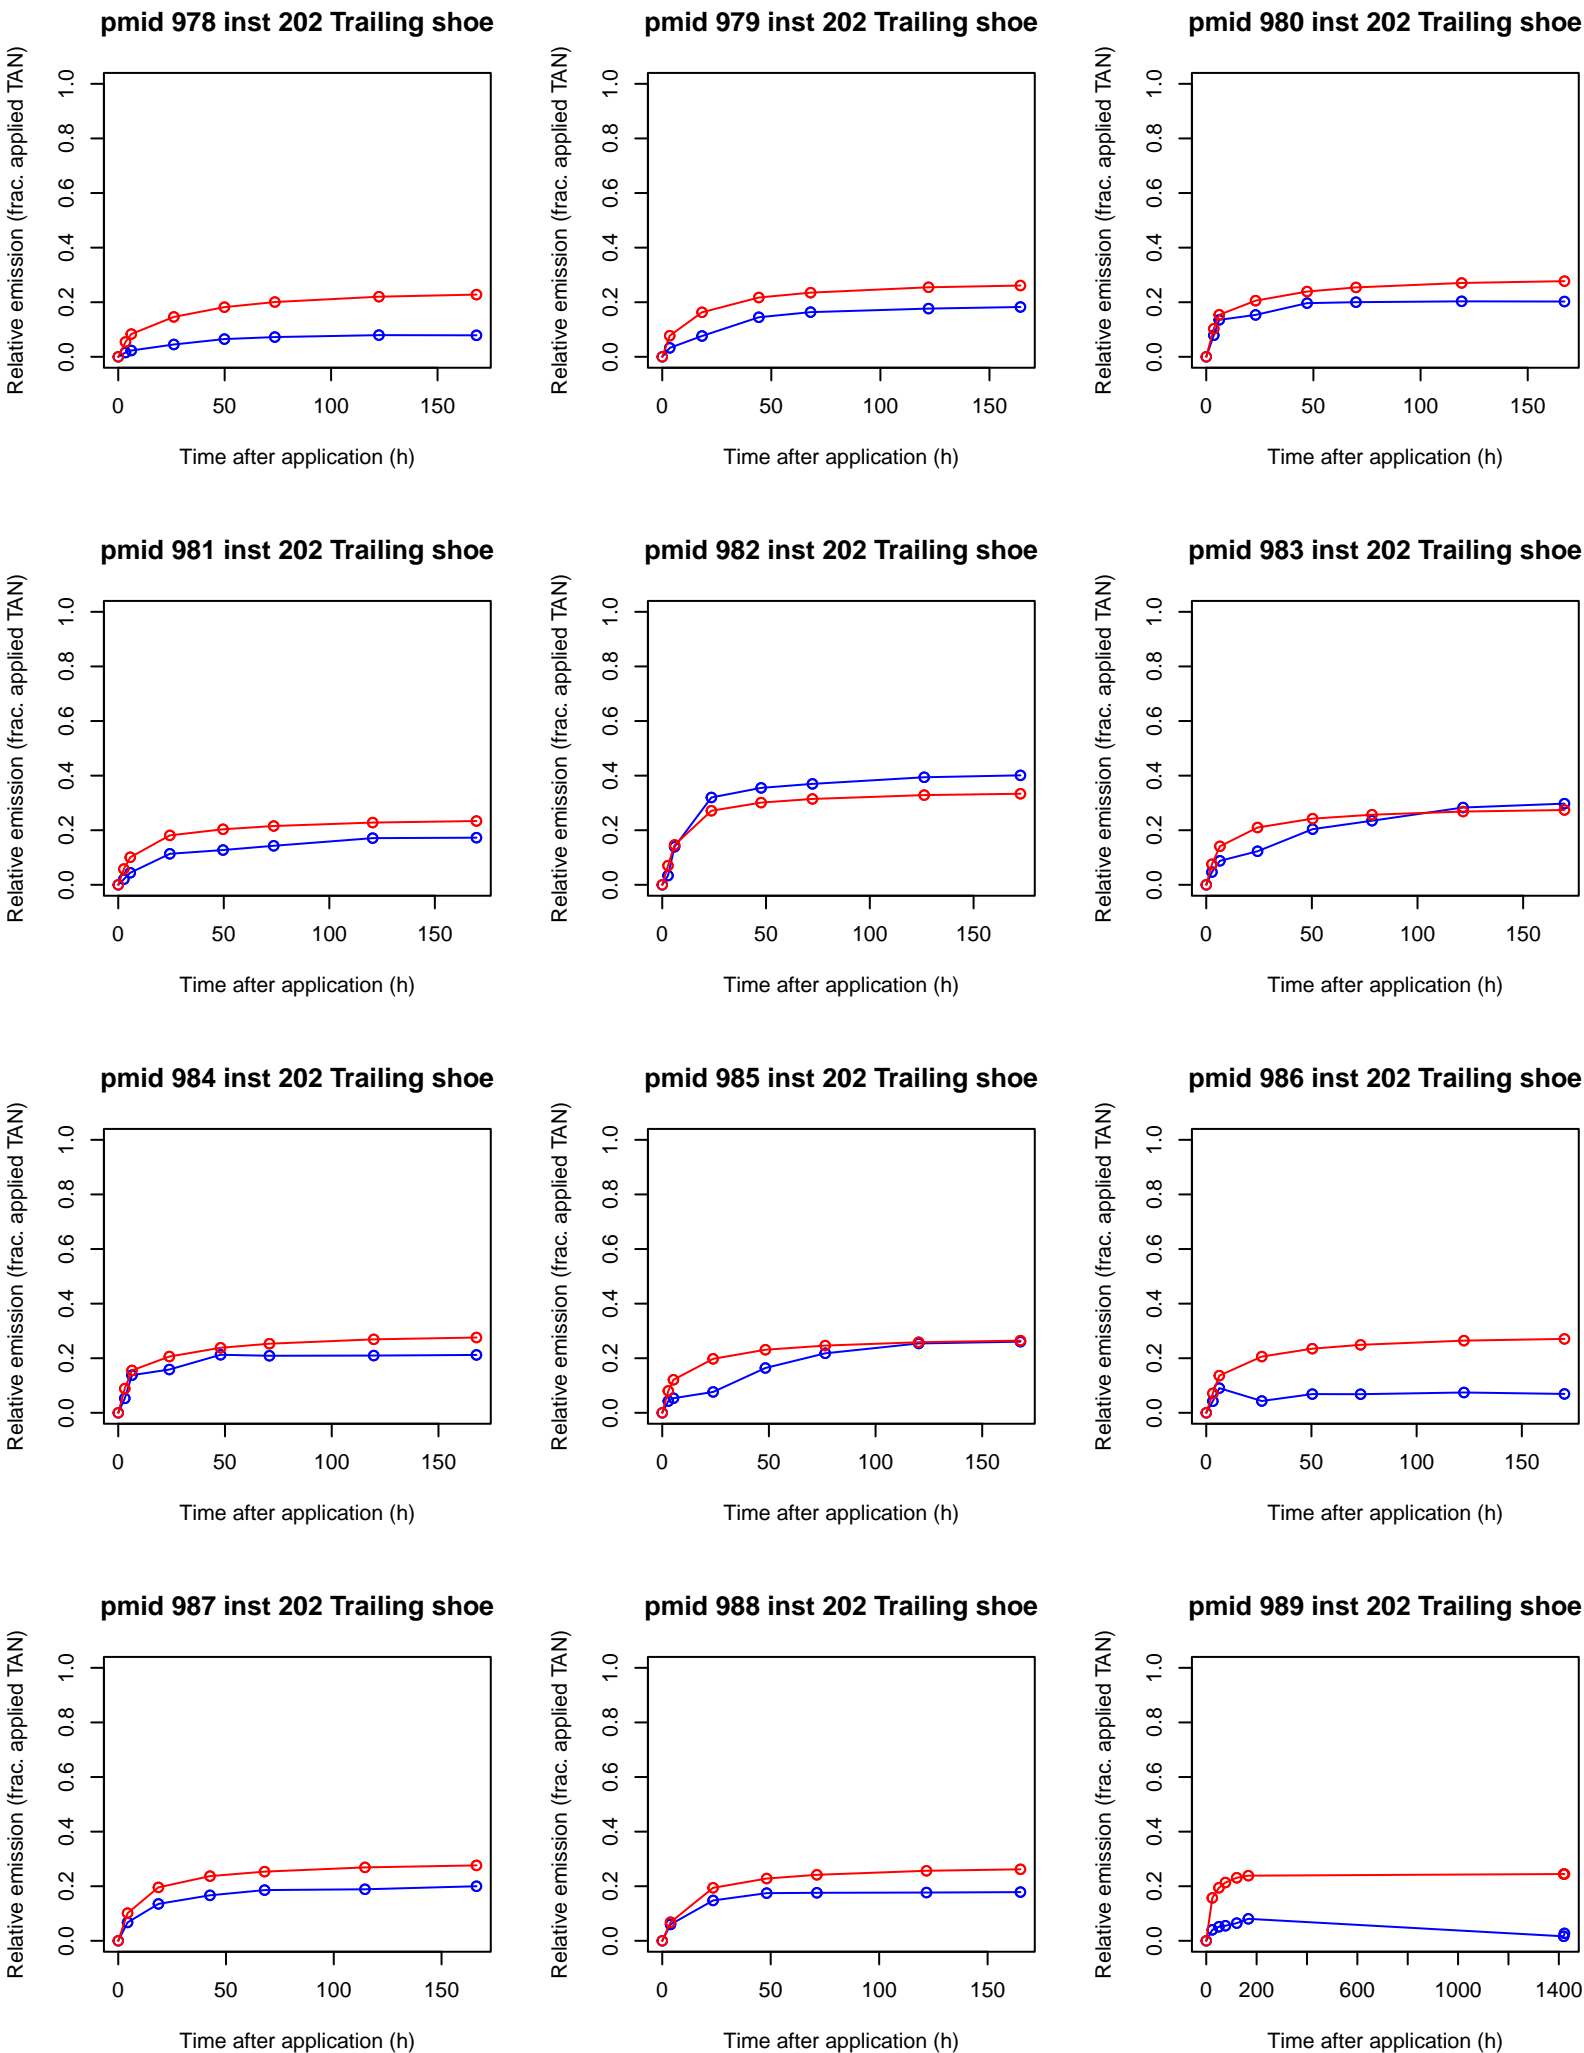 pmid 978 inst 202 Trailing shoe
Relative emission (frac. applied TAN)
0.0 0.2 0.4 0.6 0.8 1.0
0 50 100 150
Time after application (h)
pmid 979 inst 202 Trailing shoe
Relative emission (frac. applied TAN)
0.0 0.2 0.4 0.6 0.8 1.0
0 50 100 150
Time after application (h)
pmid 980 inst 202 Trailing shoe
Relative emission (frac. applied TAN)
0.0 0.2 0.4 0.6 0.8 1.0
0 50 100 150
Time after application (h)
pmid 981 inst 202 Trailing shoe
Relative emission (frac. applied TAN)
0.0 0.2 0.4 0.6 0.8 1.0
0 50 100 150
Time after application (h)
pmid 982 inst 202 Trailing shoe
Relative emission (frac. applied TAN)
0.0 0.2 0.4 0.6 0.8 1.0
0 50 100 150
Time after application (h)
pmid 983 inst 202 Trailing shoe
Relative emission (frac. applied TAN)
0.0 0.2 0.4 0.6 0.8 1.0
0 50 100 150
Time after application (h)
pmid 984 inst 202 Trailing shoe
Relative emission (frac. applied TAN)
0.0 0.2 0.4 0.6 0.8 1.0
0 50 100 150
Time after application (h)
pmid 985 inst 202 Trailing shoe
Relative emission (frac. applied TAN)
0.0 0.2 0.4 0.6 0.8 1.0
0 50 100 150
Time after application (h)
pmid 986 inst 202 Trailing shoe
Relative emission (frac. applied TAN)
0.0 0.2 0.4 0.6 0.8 1.0
0 50 100 150
Time after application (h)
pmid 987 inst 202 Trailing shoe
Relative emission (frac. applied TAN)
0.0 0.2 0.4 0.6 0.8 1.0
0 50 100 150
Time after application (h)
pmid 988 inst 202 Trailing shoe
Relative emission (frac. applied TAN)
0.0 0.2 0.4 0.6 0.8 1.0
0 50 100 150
Time after application (h)
pmid 989 inst 202 Trailing shoe
Relative emission (frac. applied TAN)
0.0 0.2 0.4 0.6 0.8 1.0
0 200 600 1000 1400
Time after application (h)